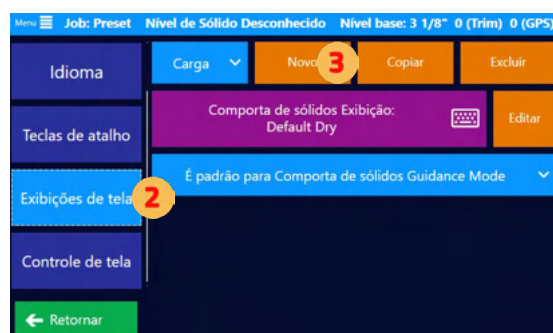 Menu Job: Preset Nível de Sólido Desconhecido Nível base: 3 1/8" 0 (Trim) 0 (GPS)
Idioma
Carga Novo 3 Copiar Excluir
Comporta de sólidos Exibição:
Default Dry
Editar
Teclas de atalho
É padrão para Comporta de sólidos Guidance Mode
Exibições de tela 2
Controle de tela
Retornar